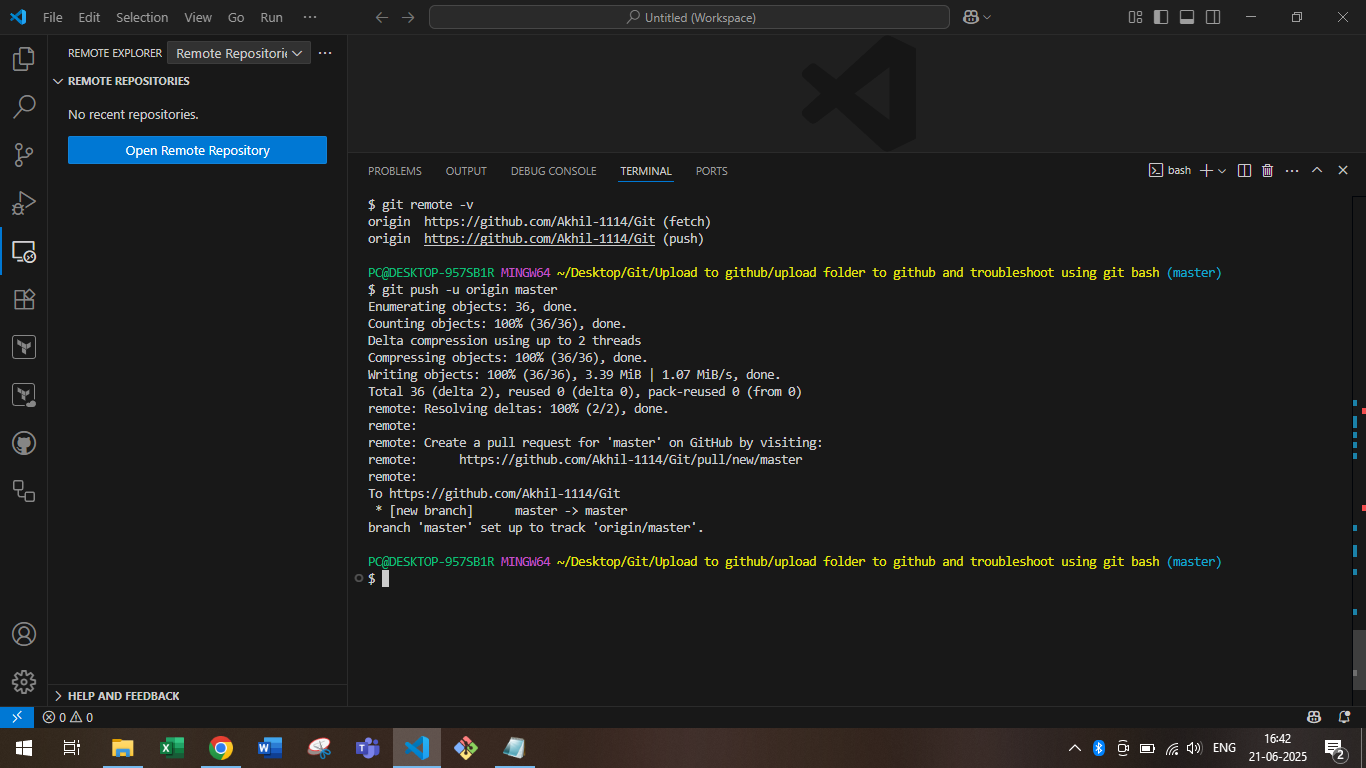 File Edit Selection View Go Run ···
Untitled (Workspace)
REMOTE EXPLORER Remote Repositorie
REMOTE REPOSITORIES
No recent repositories.
Open Remote Repository
HELP AND FEEDBACK
PROBLEMS OUTPUT DEBUG CONSOLE TERMINAL PORTS
bash
$ git remote -v
origin  https://github.com/Akhil-1114/Git (fetch)
origin  https://github.com/Akhil-1114/Git (push)
PC@DESKTOP-957SB1R MINGW64 ~/Desktop/Git/Upload to github/upload folder to github and troubleshoot using git bash (master)
$ git push -u origin master
Enumerating objects: 36, done.
Counting objects: 100% (36/36), done.
Delta compression using up to 2 threads
Compressing objects: 100% (36/36), done.
Writing objects: 100% (36/36), 3.39 MiB | 1.07 MiB/s, done.
Total 36 (delta 2), reused 0 (delta 0), pack-reused 0 (from 0)
remote: Resolving deltas: 100% (2/2), done.
remote:
remote: Create a pull request for 'master' on GitHub by visiting:
remote:      https://github.com/Akhil-1114/Git/pull/new/master
remote:
To https://github.com/Akhil-1114/Git
 * [new branch]      master -> master
branch 'master' set up to track 'origin/master'.
PC@DESKTOP-957SB1R MINGW64 ~/Desktop/Git/Upload to github/upload folder to github and troubleshoot using git bash (master)
$
0 0
ENG
16:42
21-06-2025
2